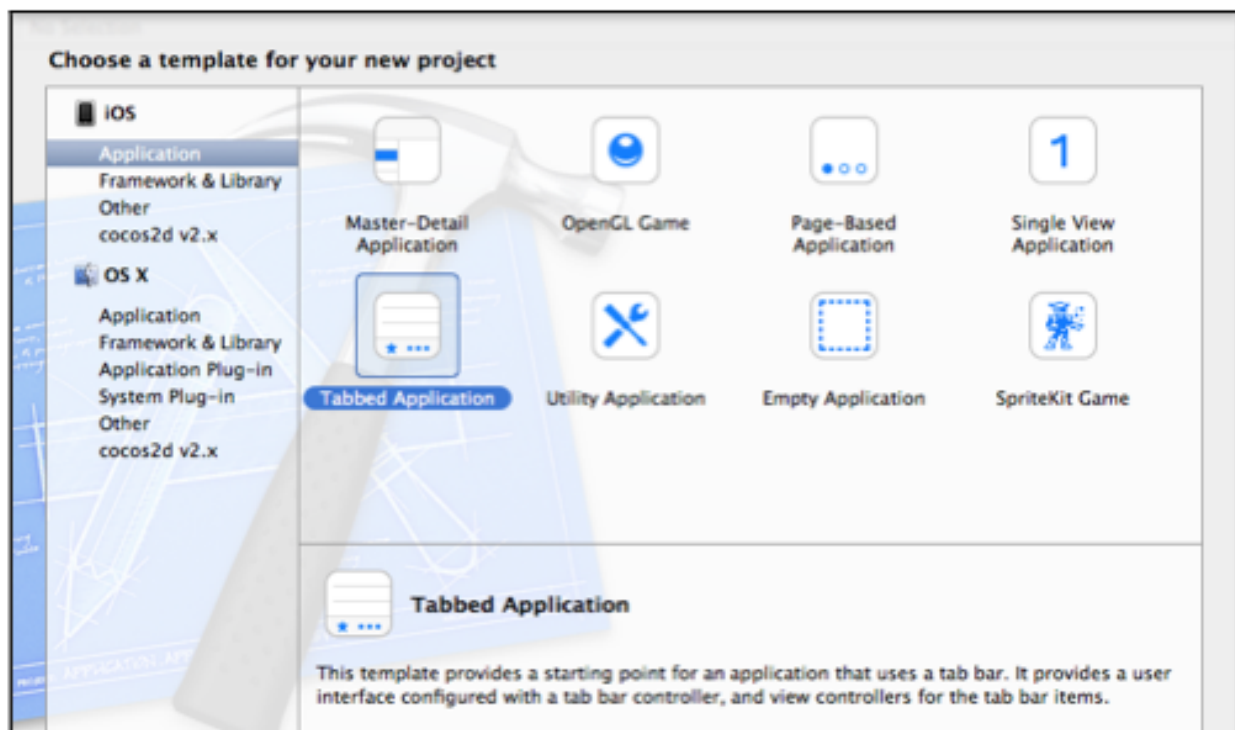 No Selection
Choose a template for your new project
iOS
Application
Framework & Library
Other
cocos2d v2.x
OS X
Application
Framework & Library
Application Plug-in
System Plug-in
Other
cocos2d v2.x
Master-Detail
Application
OpenGL Game
Page-Based
Application
1
Single View
Application
Tabbed Application
Utility Application
Empty Application
SpriteKit Game
Tabbed Application
This template provides a starting point for an application that uses a tab bar. It provides a user
interface configured with a tab bar controller, and view controllers for the tab bar items.